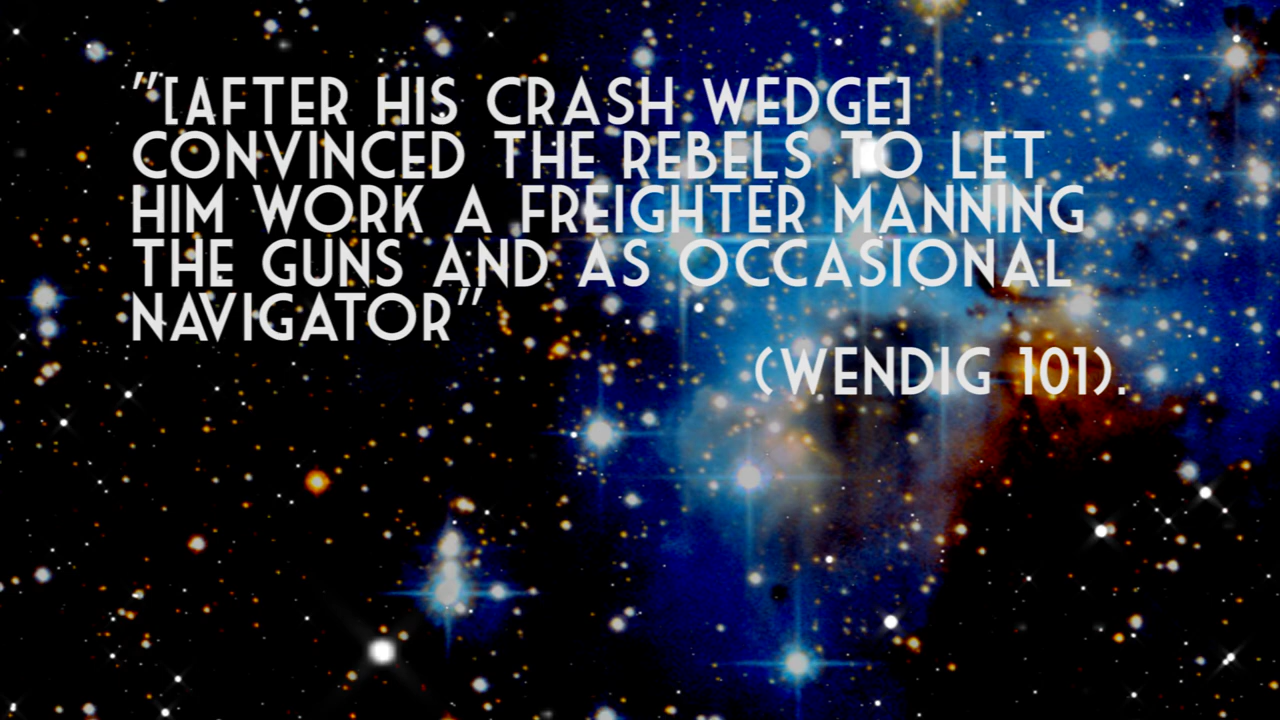 "[AFTER HIS CRASH WEDGE]
CONVINCED THE REBELS TO LET
HIM WORK A FREIGHTER MANNING
THE GUNS AND AS OCCASIONAL
NAVIGATOR"
(WENDIG 101).